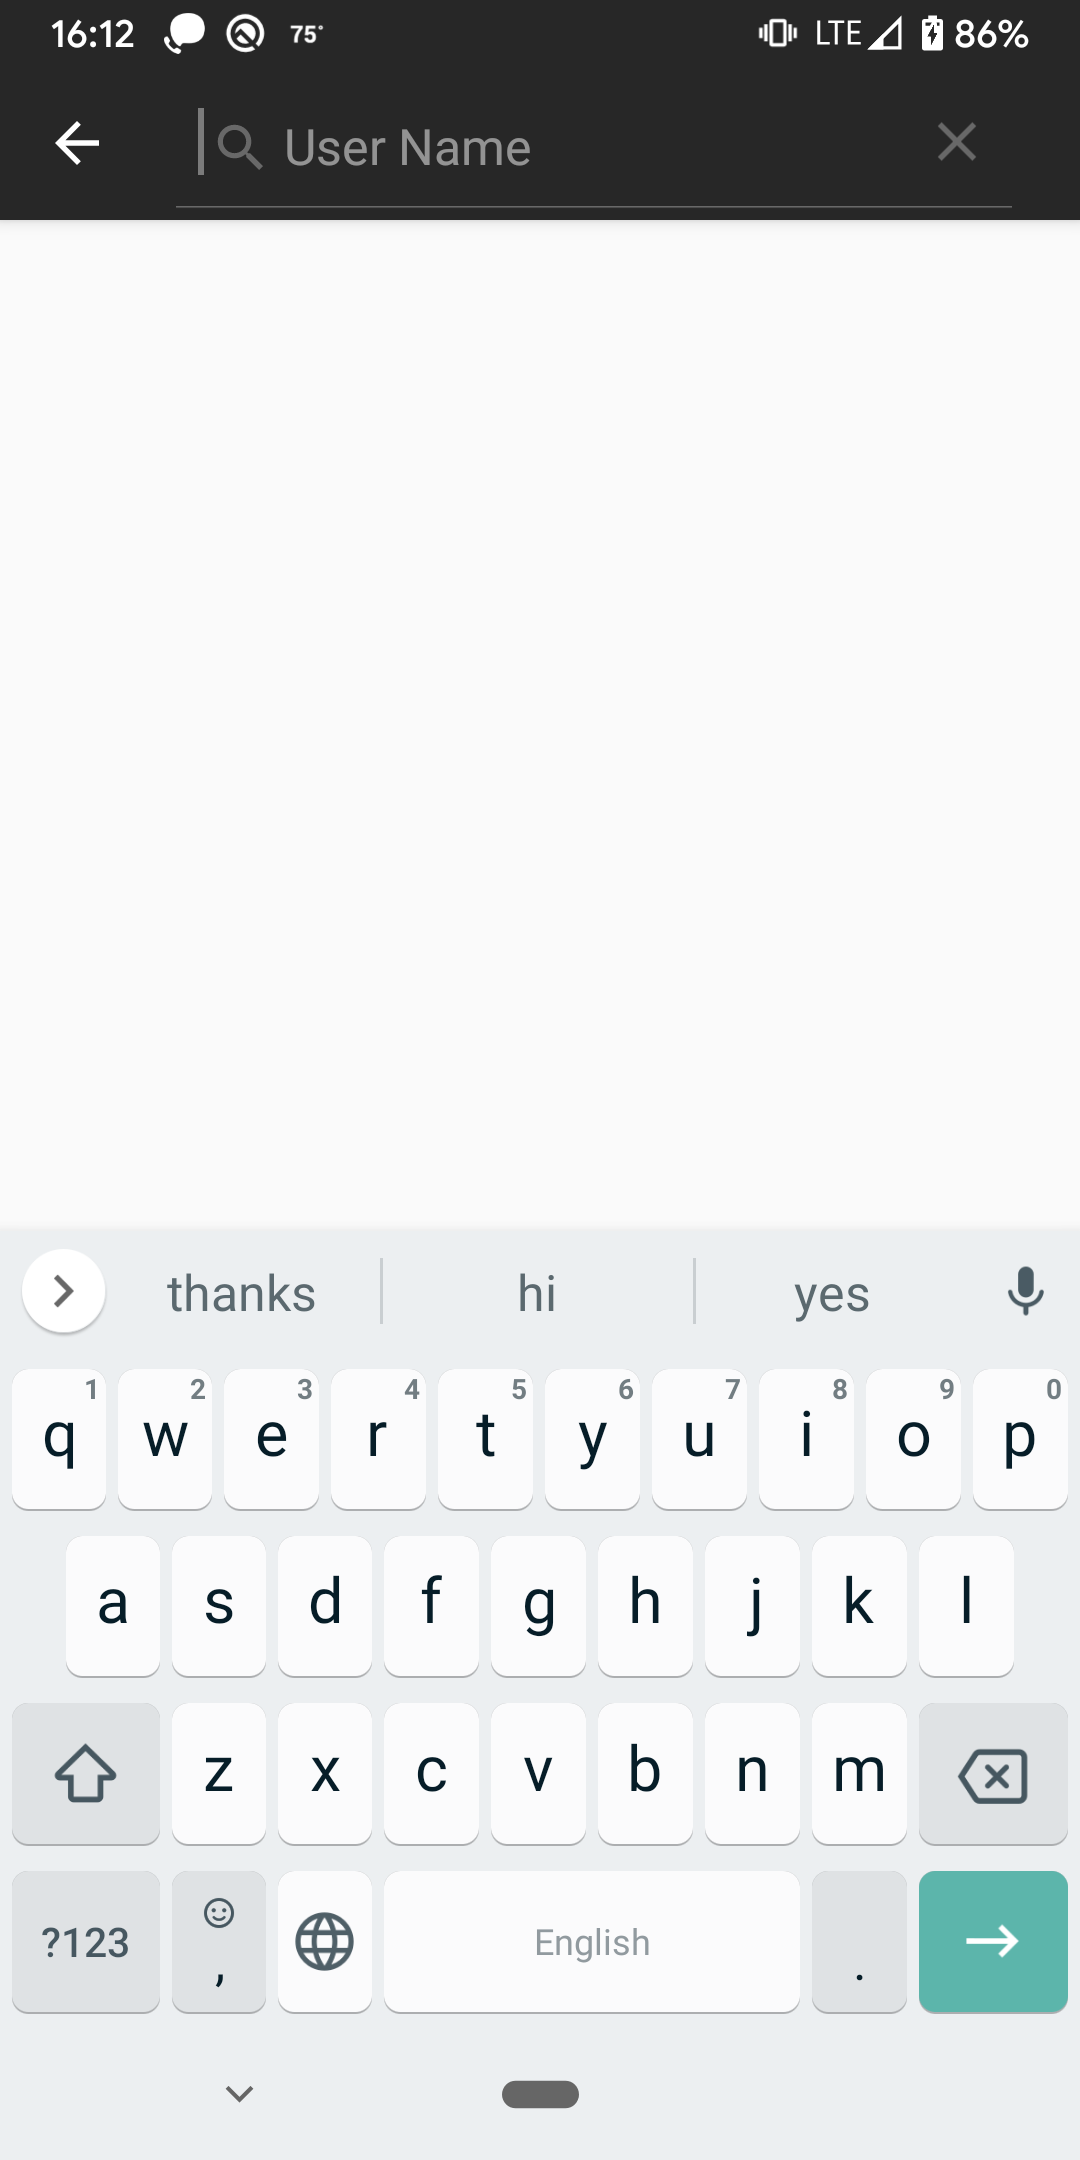 16:12 75° LTE 86%
User Name
thanks hi yes
1 2 3 4 5 6 7 8 9 0
q w e r t y u i o p
a s d f g h j k l
z x c v b n m
?123 , English .